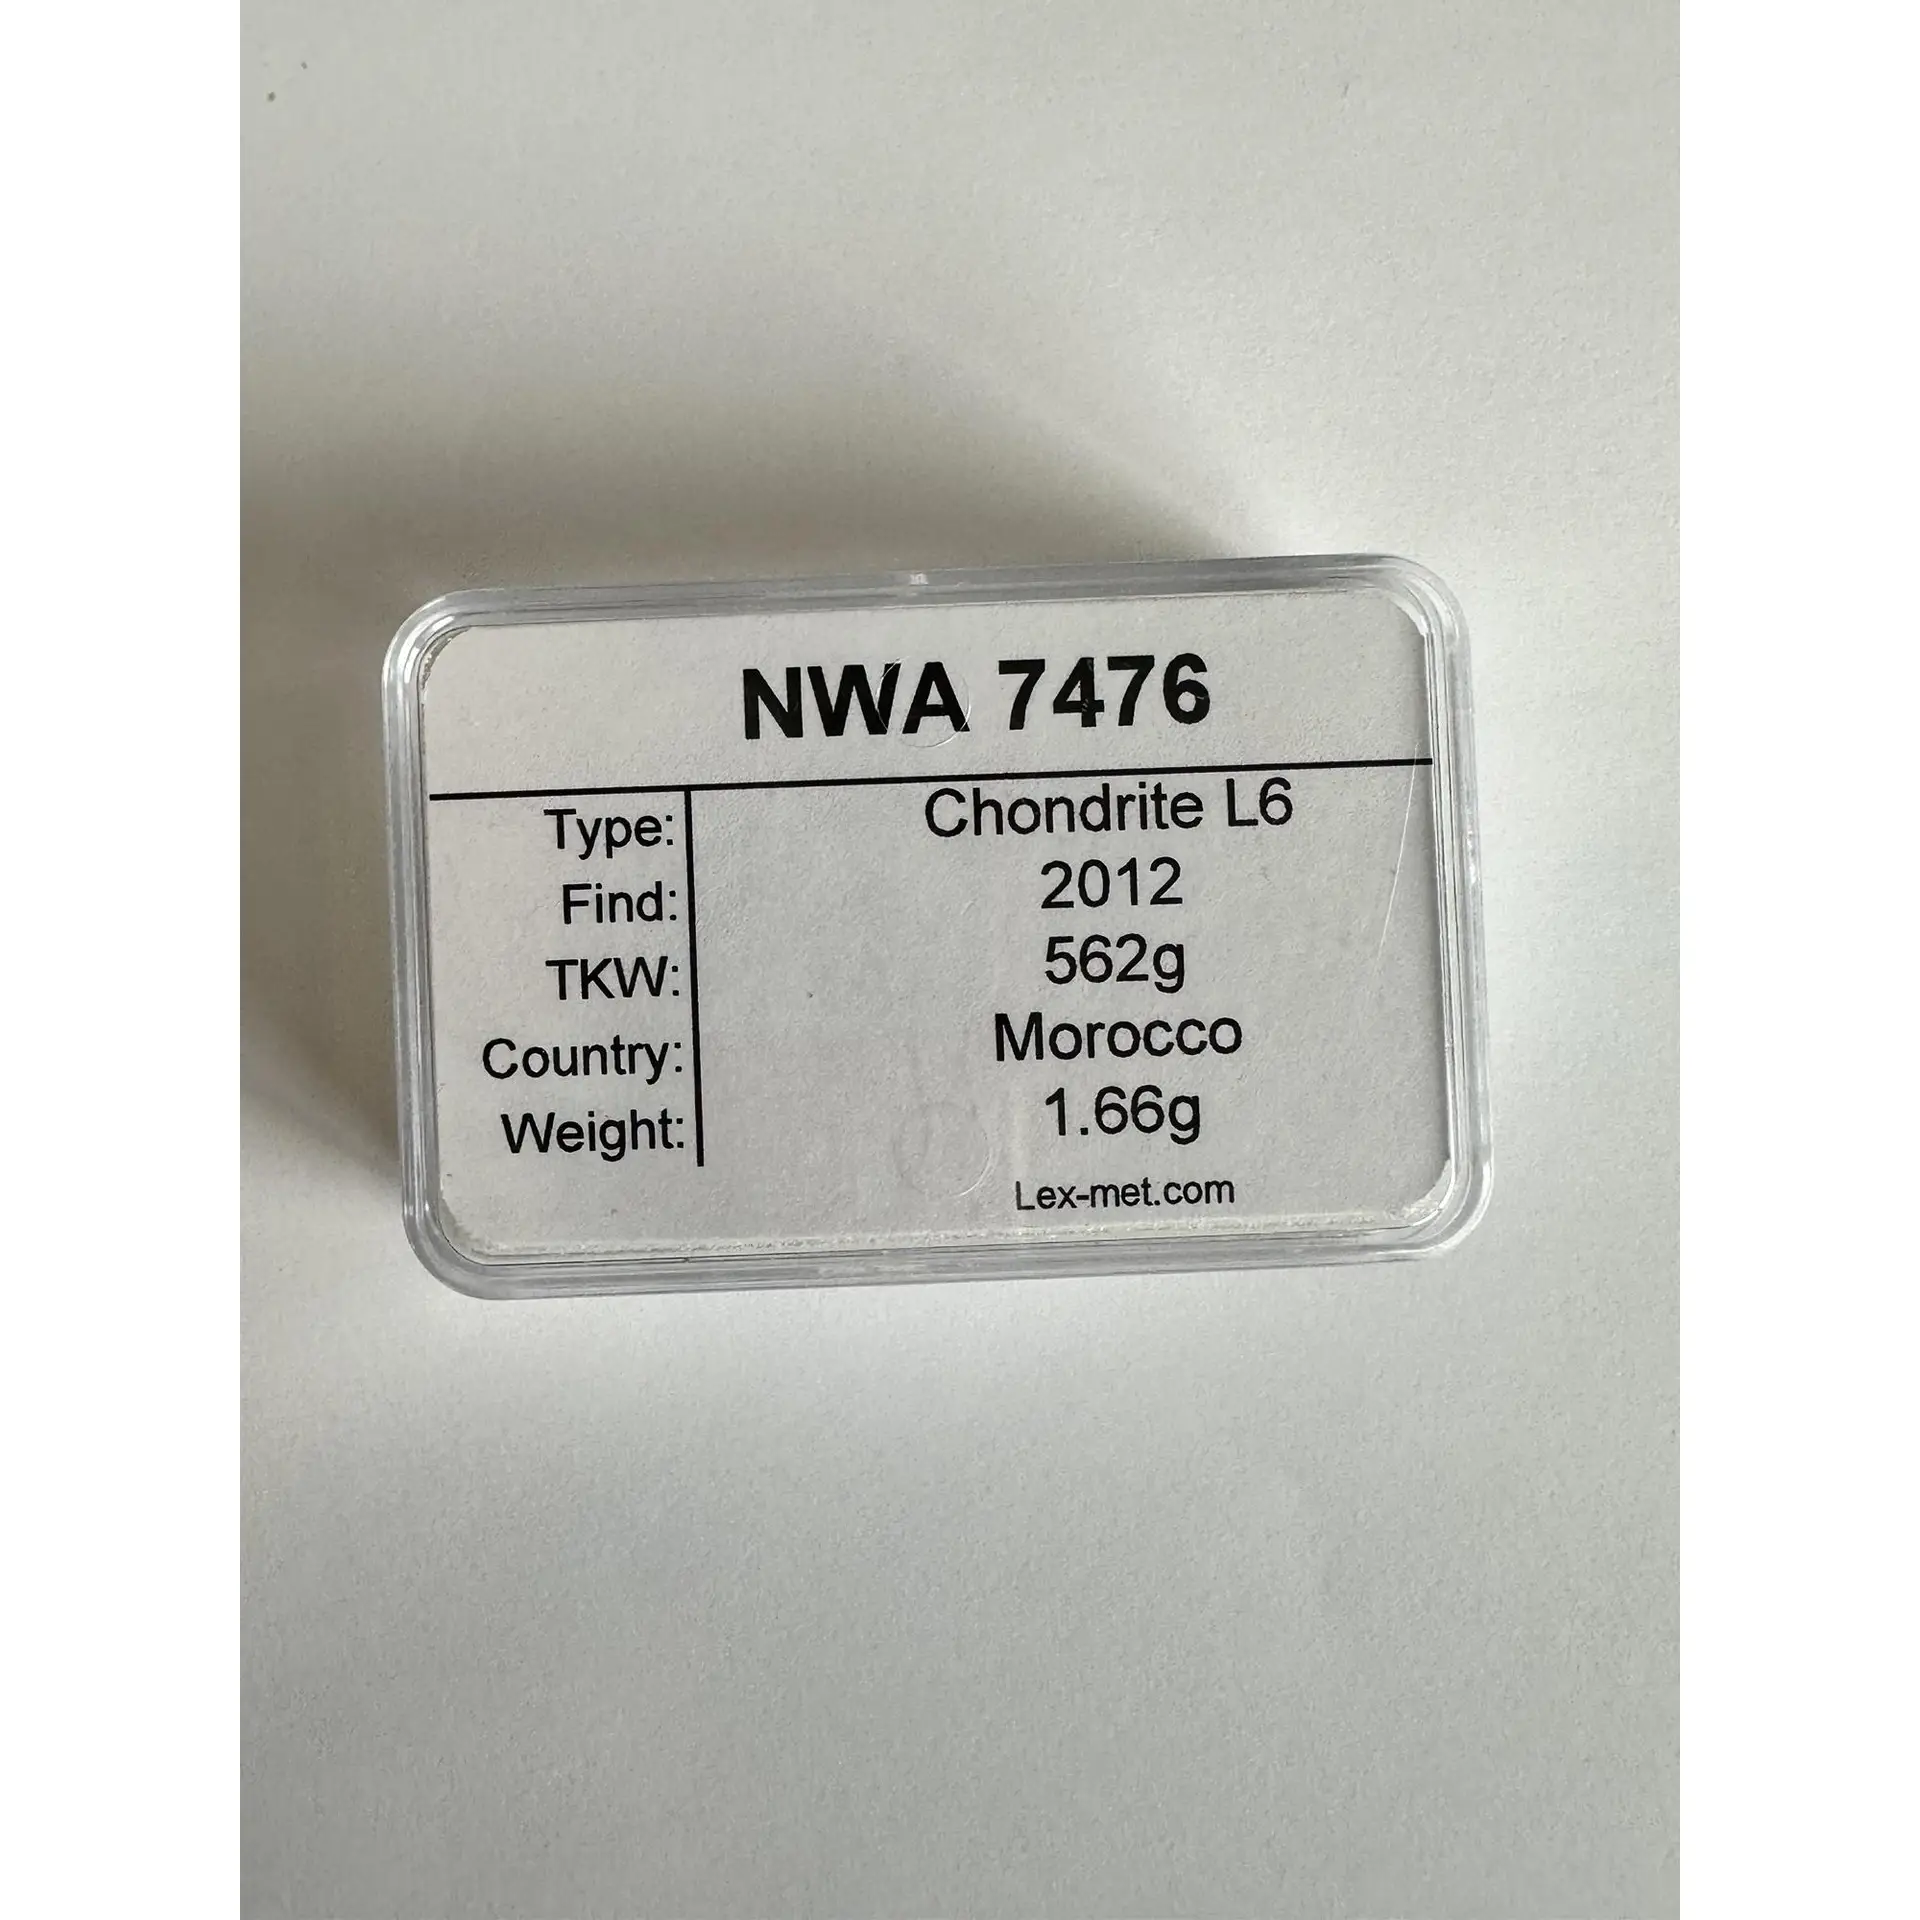 NWA 7476
Type: Chondrite L6
Find: 2012
TKW: 562g
Country: Morocco
Weight: 1.66g
Lex-met.com